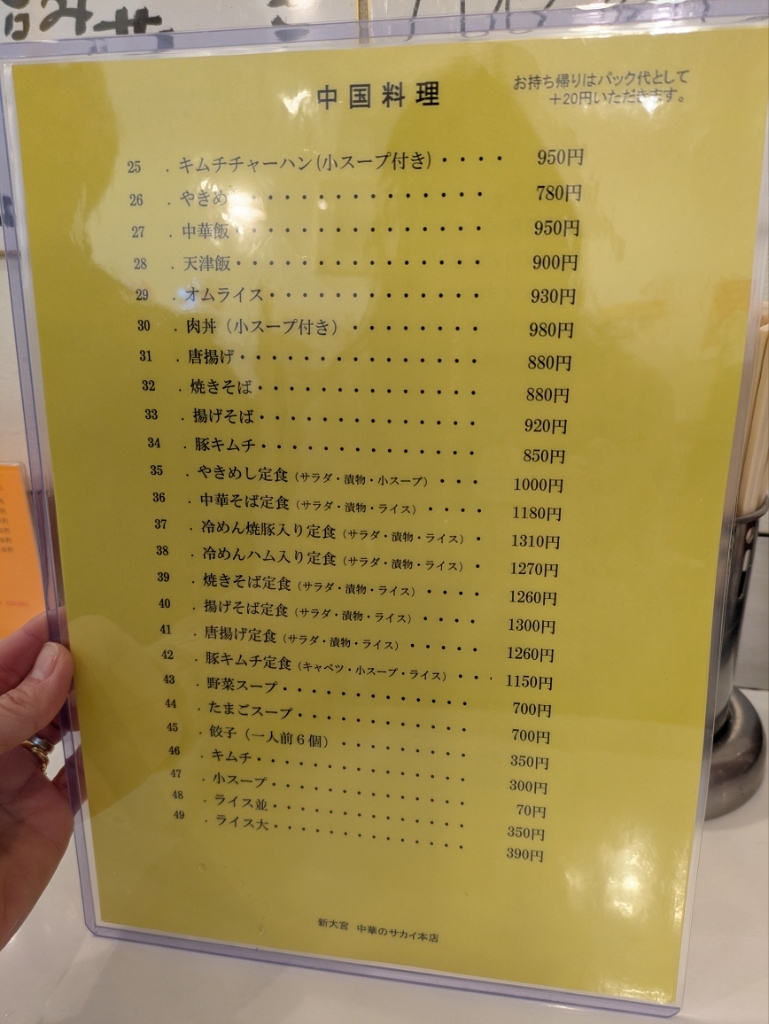 中国料理
お持ち帰りはパック代として
+20円いただきます。
25 .キムチチャーハン(小スープ付き)・・・・ 950円
26 .やきめ・・・・・・・・・・・・・ 780円
27 .中華飯・・・・・・・・・・・・・ 950円
28 .天津飯・・・・・・・・・・・・・ 900円
29 .オムライス・・・・・・・・・・・・ 930円
30 .肉丼（小スープ付き）・・・・・・・・ 980円
31 .唐揚げ・・・・・・・・・・・・・ 880円
32 .焼きそば・・・・・・・・・・・・ 880円
33 .揚げそば・・・・・・・・・・・・ 920円
34 .豚キムチ・・・・・・・・・・・・ 850円
35 .やきめし定食（サラダ・漬物・小スープ）・・・ 1000円
36 .中華そば定食（サラダ・漬物・ライス）・・・・ 1180円
37 .冷めん焼豚入り定食（サラダ・漬物・ライス）・ 1310円
38 .冷めんハム入り定食（サラダ・漬物・ライス）・ 1270円
39 .焼きそば定食（サラダ・漬物・ライス）・・・・ 1260円
40 .揚げそば定食（サラダ・漬物・ライス）・・・・ 1300円
41 .唐揚げ定食（サラダ・漬物・ライス）・・・・・ 1260円
42 .豚キムチ定食（キャベツ・小スープ・ライス）・・・ 1150円
43 .野菜スープ・・・・・・・・・・・ 700円
44 .たまごスープ・・・・・・・・・・ 700円
45 .餃子（一人前６個）・・・・・・・・ 350円
46 .キムチ・・・・・・・・・・・・・ 300円
47 .小スープ・・・・・・・・・・・・ 70円
48 .ライス並・・・・・・・・・・・・ 350円
49 .ライス大・・・・・・・・・・・・ 390円
新大宮 中華のサカイ本店